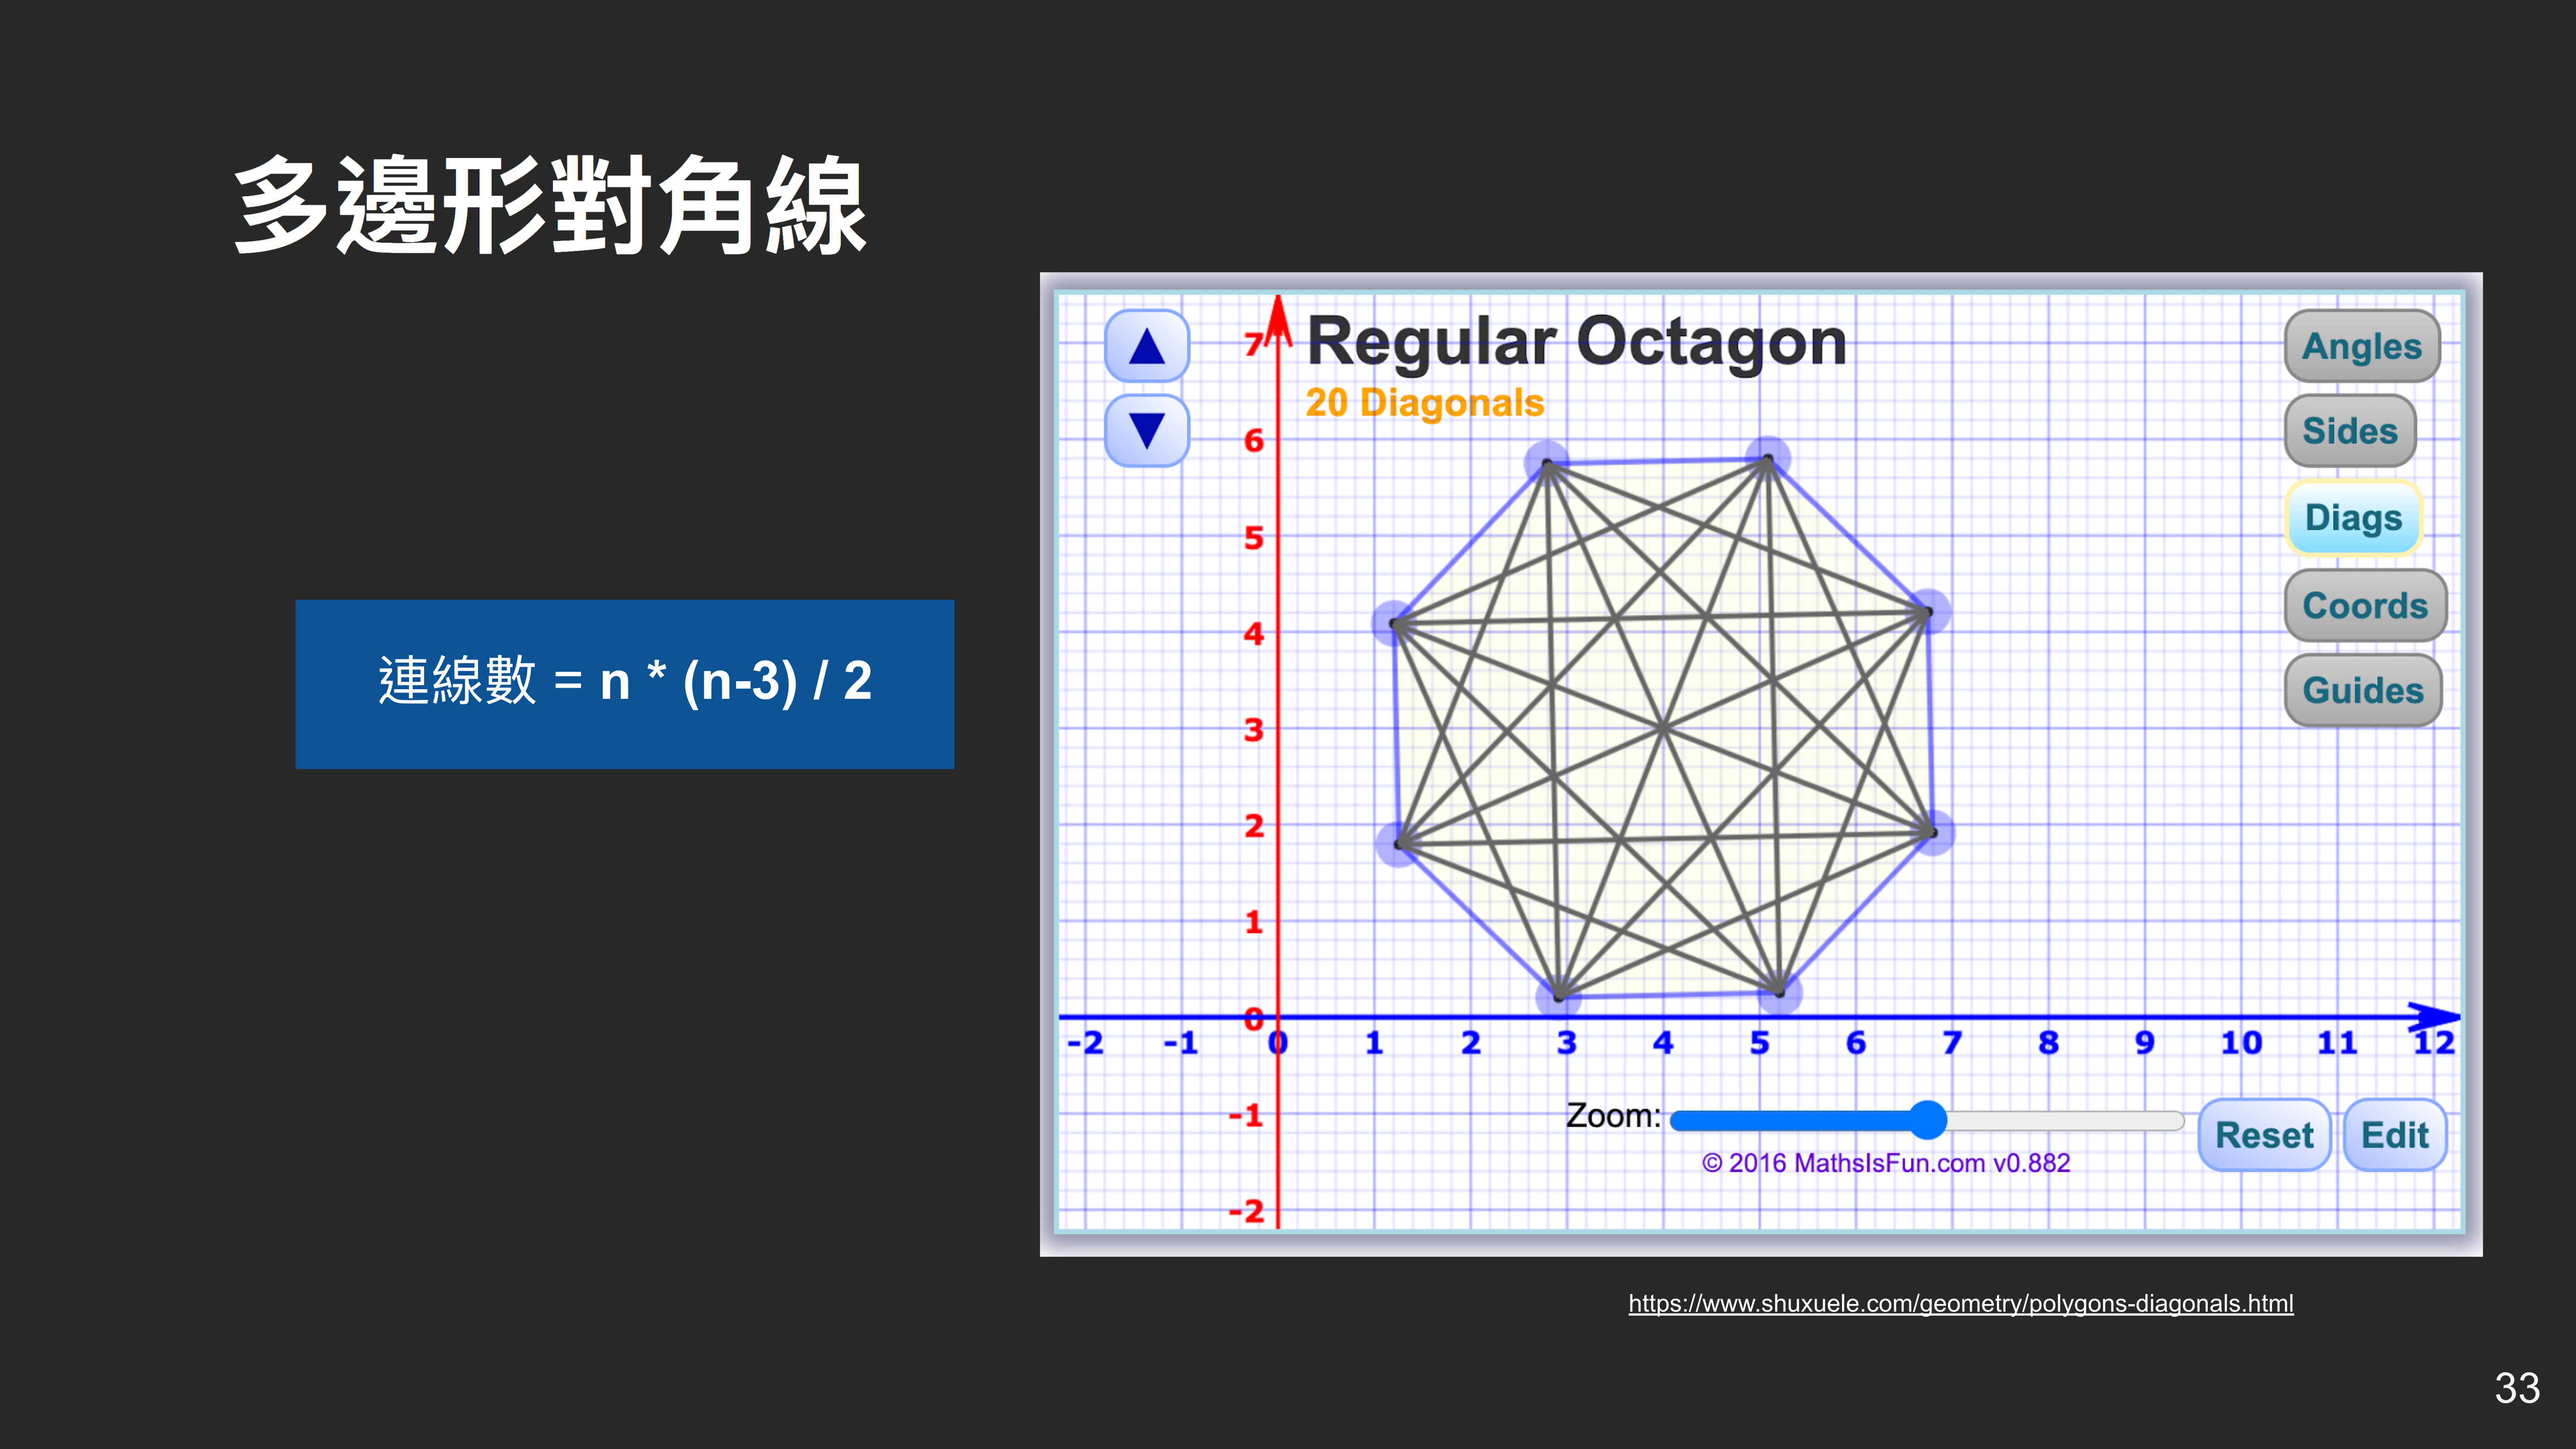 多邊形對角線
連線數 = n * (n-3) / 2
Regular Octagon
20 Diagonals
Angles
Sides
Diags
Coords
Guides
7
6
5
4
3
2
1
0
-1
-2
-2 -1 0 1 2 3 4 5 6 7 8 9 10 11 12
Zoom:
Reset Edit
© 2016 MathsIsFun.com v0.882
https://www.shuxuele.com/geometry/polygons-diagonals.html
33